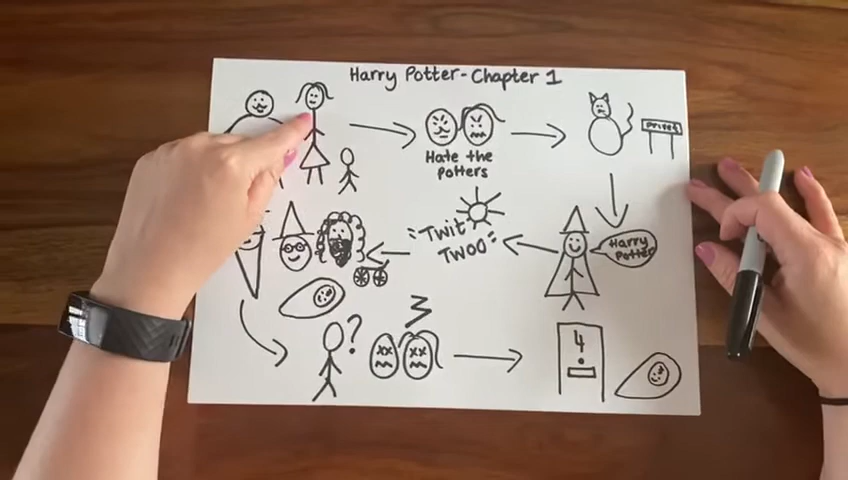 Harry Potter - Chapter 1
Hate the
Potters
Privet
Harry
Potter
"Twit
Twoo"
?
4